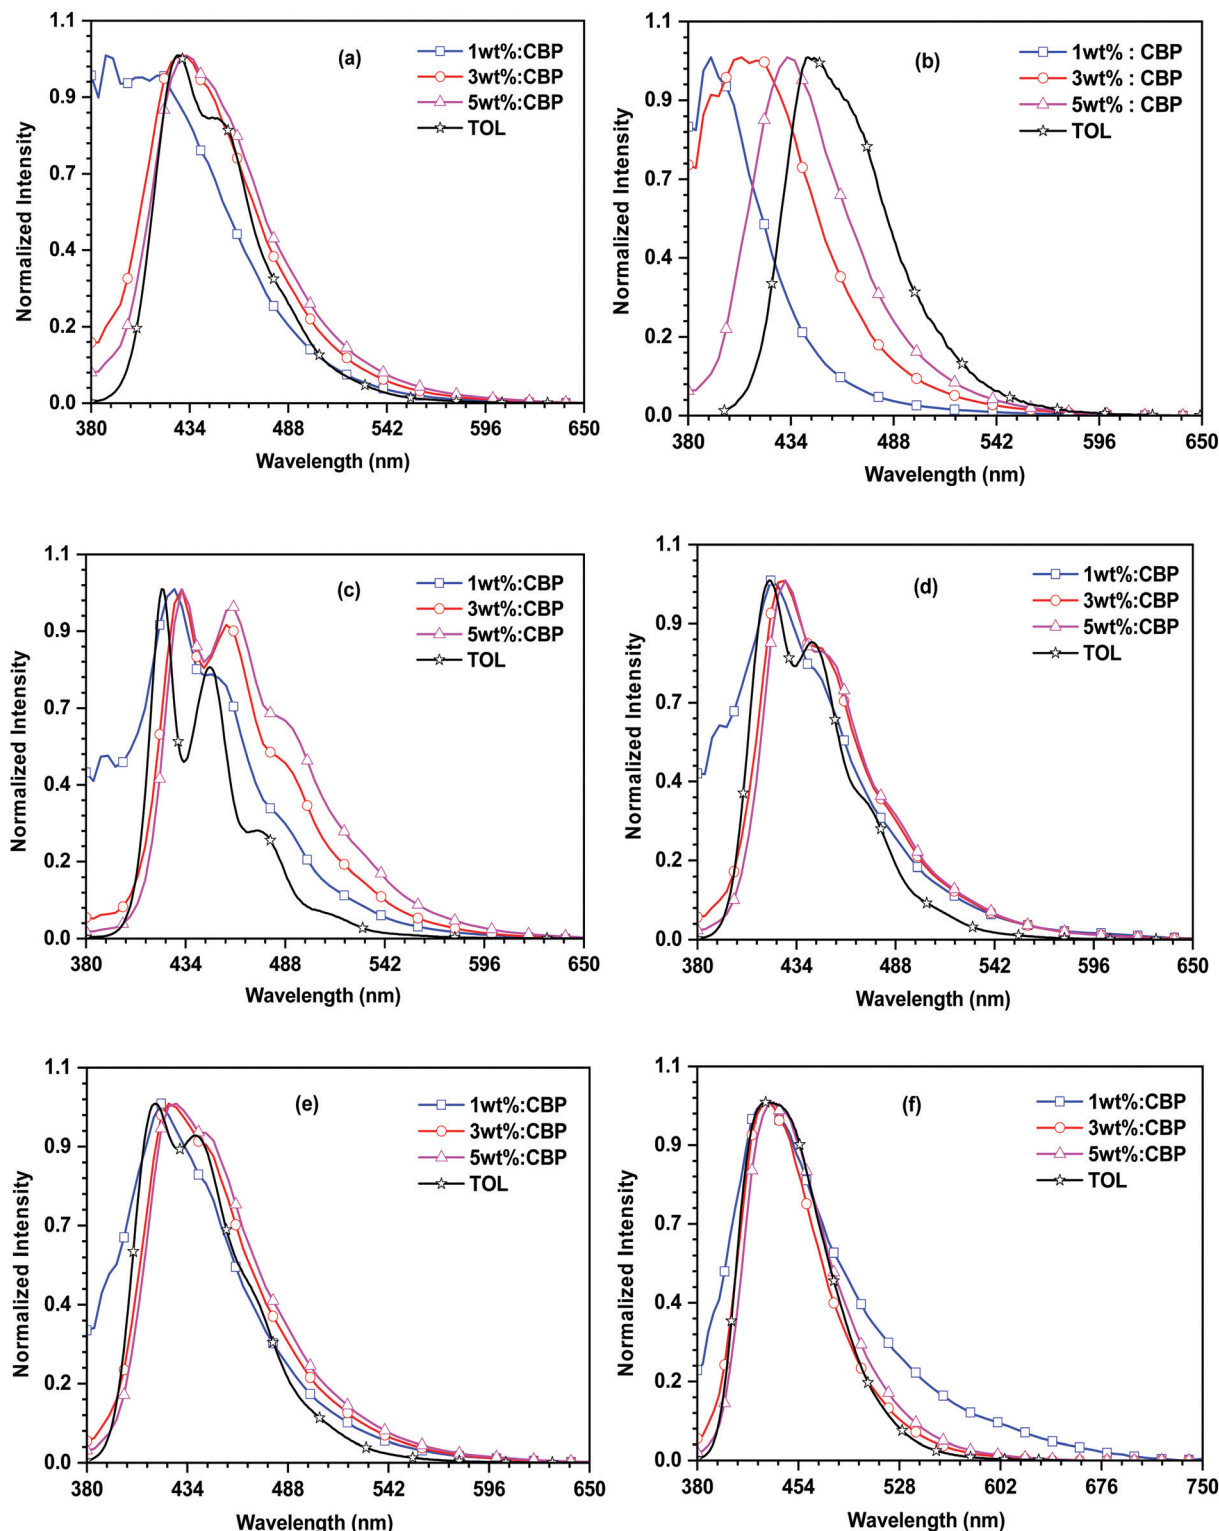 (a)
1wt%:CBP
3wt%:CBP
5wt%:CBP
TOL
Normalized Intensity
1.1
0.9
0.7
0.4
0.2
0.0
380 434 488 542 596 650
Wavelength (nm)
(b)
1wt% : CBP
3wt% : CBP
5wt% : CBP
TOL
Normalized Intensity
1.1
0.9
0.7
0.4
0.2
0.0
380 434 488 542 596 650
Wavelength (nm)
(c)
1wt%:CBP
3wt%:CBP
5wt%:CBP
TOL
Normalized Intensity
1.1
0.9
0.7
0.4
0.2
0.0
380 434 488 542 596 650
Wavelength (nm)
(d)
1wt%:CBP
3wt%:CBP
5wt%:CBP
TOL
Normalized Intensity
1.1
0.9
0.7
0.4
0.2
0.0
380 434 488 542 596 650
Wavelength (nm)
(e)
1wt%:CBP
3wt%:CBP
5wt%:CBP
TOL
Normalized Intensity
1.1
0.9
0.7
0.4
0.2
0.0
380 434 488 542 596 650
Wavelength (nm)
(f)
1wt%:CBP
3wt%:CBP
5wt%:CBP
TOL
Normalized Intensity
1.1
0.9
0.7
0.4
0.2
0.0
380 454 528 602 676 750
Wavelength (nm)